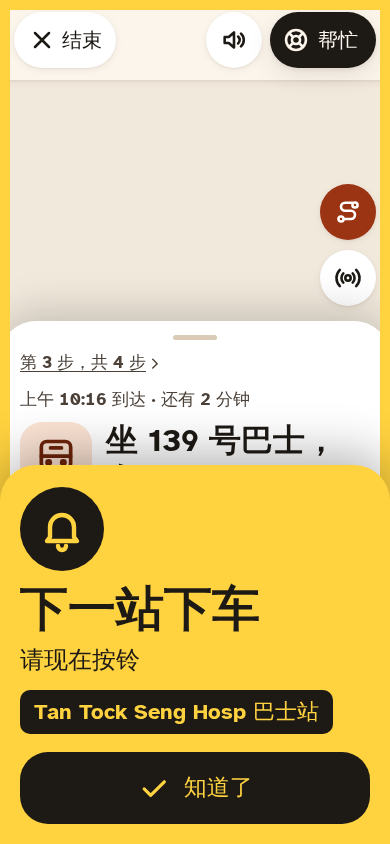 结束
帮忙
第 3 步，共 4 步
上午 10:16 到达 · 还有 2 分钟
坐 139 号巴士，
下一站下车
请现在按铃
Tan Tock Seng Hosp 巴士站
知道了